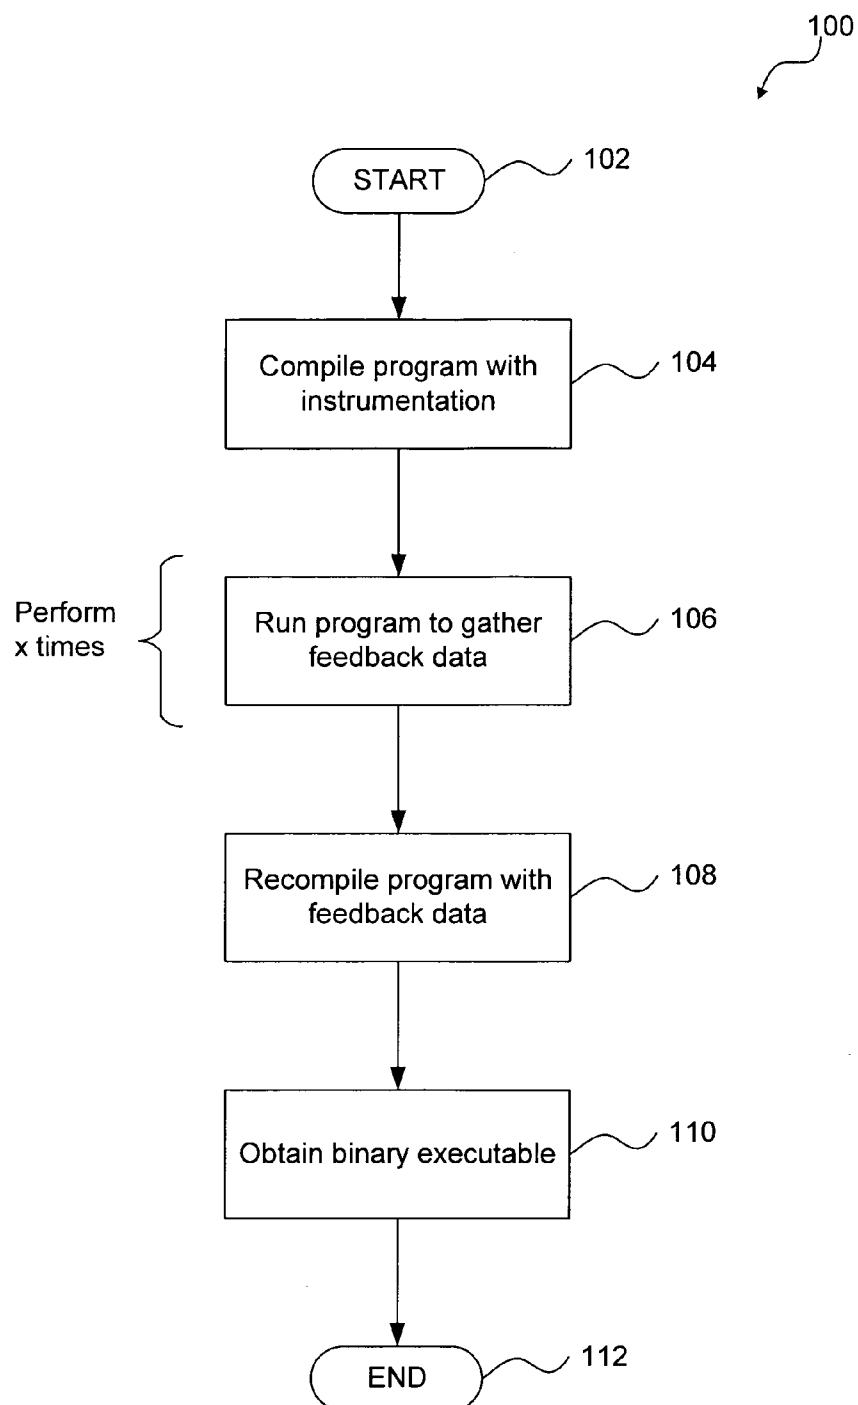 100
START
102
Compile program with
instrumentation
104
Perform
x times
Run program to gather
feedback data
106
Recompile program with
feedback data
108
Obtain binary executable
110
END
112